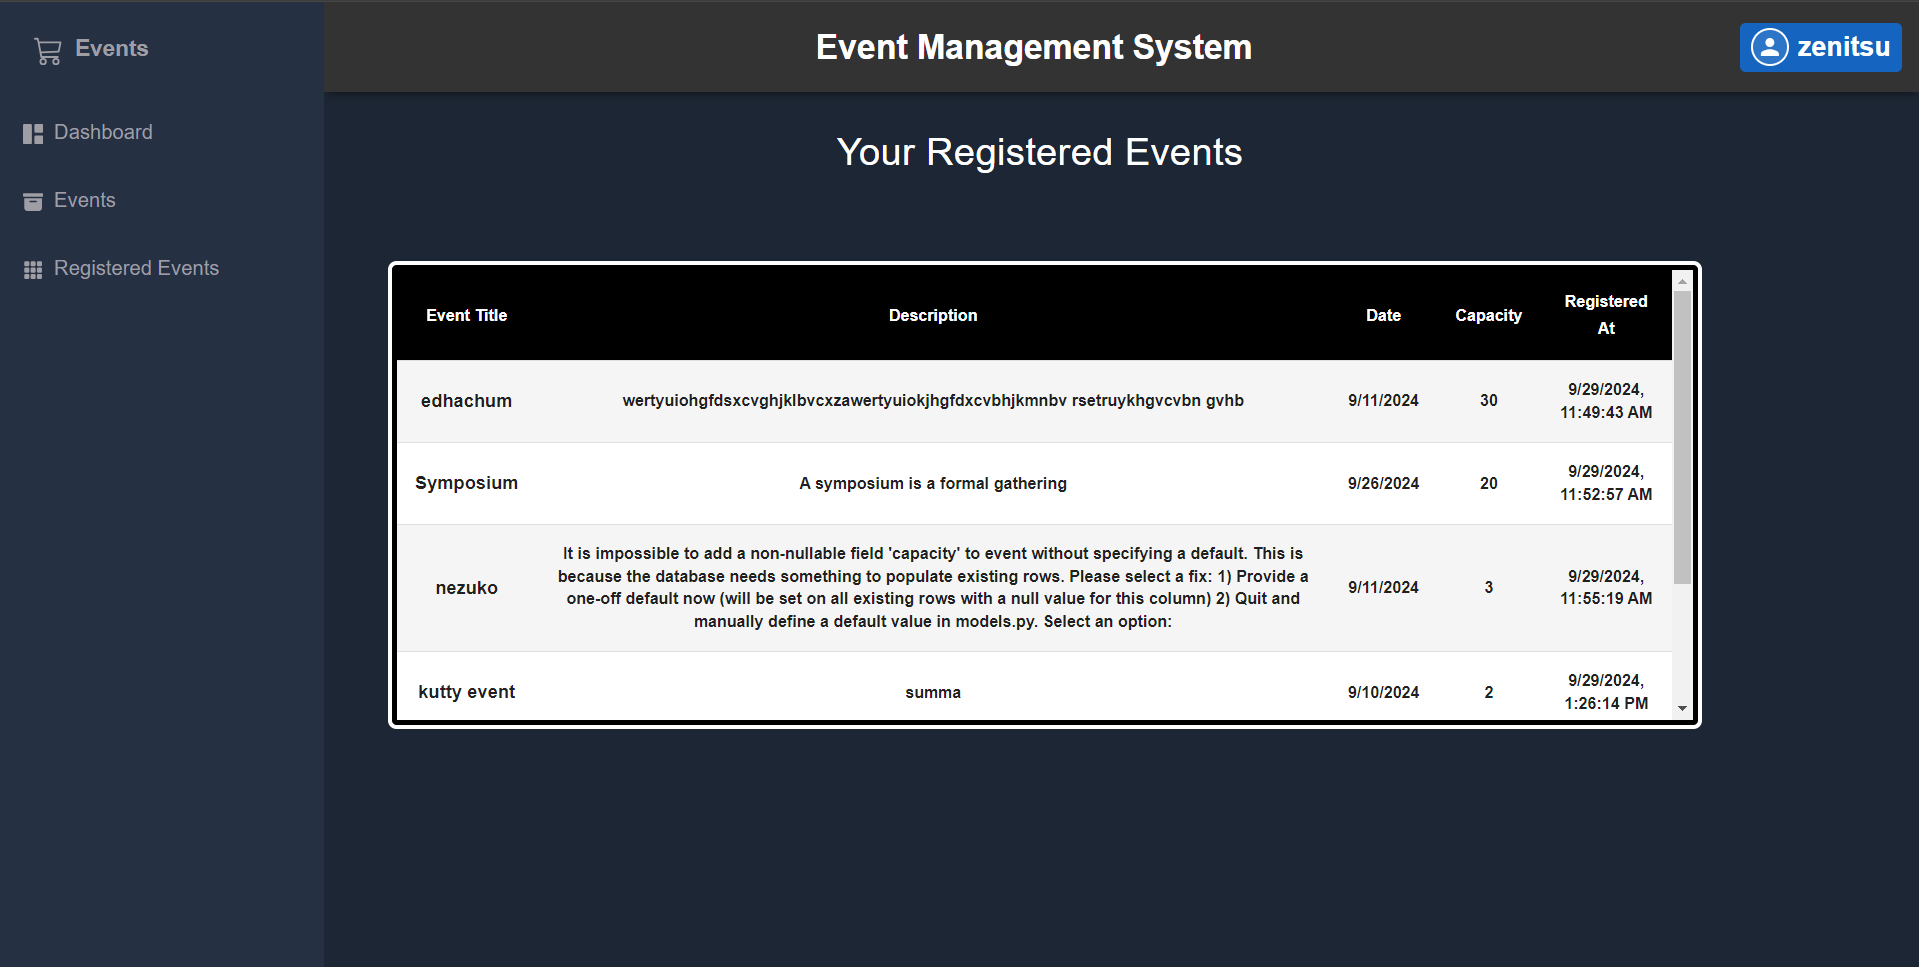 Events
Event Management System
zenitsu
Dashboard
Events
Registered Events
Your Registered Events
Event Title Description Date Capacity Registered
At
edhachum wertyuiohgfdsxcvghjklbvcxzawertyuiokjhgfdxcvbhjkmnbv rsetruykhgvcvbn gvhb 9/11/2024 30 9/29/2024,
11:49:43 AM
Symposium A symposium is a formal gathering 9/26/2024 20 9/29/2024,
11:52:57 AM
nezuko
It is impossible to add a non-nullable field 'capacity' to event without specifying a default. This is
because the database needs something to populate existing rows. Please select a fix: 1) Provide a
one-off default now (will be set on all existing rows with a null value for this column) 2) Quit and
manually define a default value in models.py. Select an option:
9/11/2024 3 9/29/2024,
11:55:19 AM
kutty event summa 9/10/2024 2 9/29/2024,
1:26:14 PM